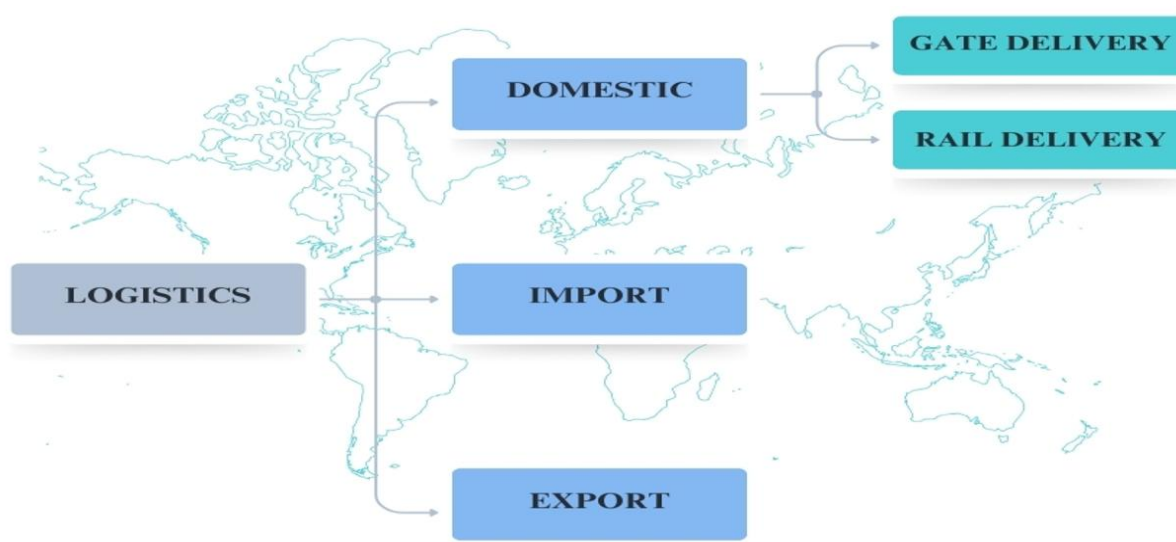 LOGISTICS
DOMESTIC
IMPORT
EXPORT
GATE DELIVERY
RAIL DELIVERY